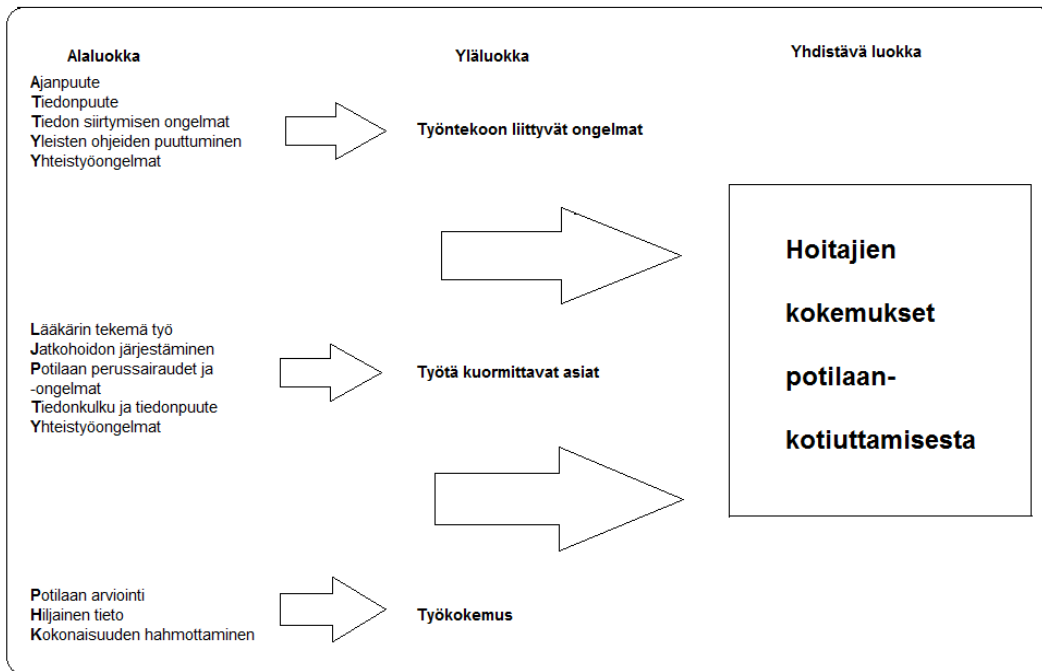 Alaluokka
Yläluokka
Yhdistävä luokka
Ajanpuute
Tiedonpuute
Tiedon siirtymisen ongelmat
Yleisten ohjeiden puuttuminen
Yhteistyöongelmat
Työntekoon liittyvät ongelmat
Lääkärin tekemä työ
Jatkohoidon järjestäminen
Potilaan perussairaudet ja
-ongelmat
Tiedonkulku ja tiedonpuute
Yhteistyöongelmat
Työtä kuormittavat asiat
Potilaan arviointi
Hiljainen tieto
Kokonaisuuden hahmottaminen
Työkokemus
Hoitajien
kokemukset
potilaan-
kotiuttamisesta